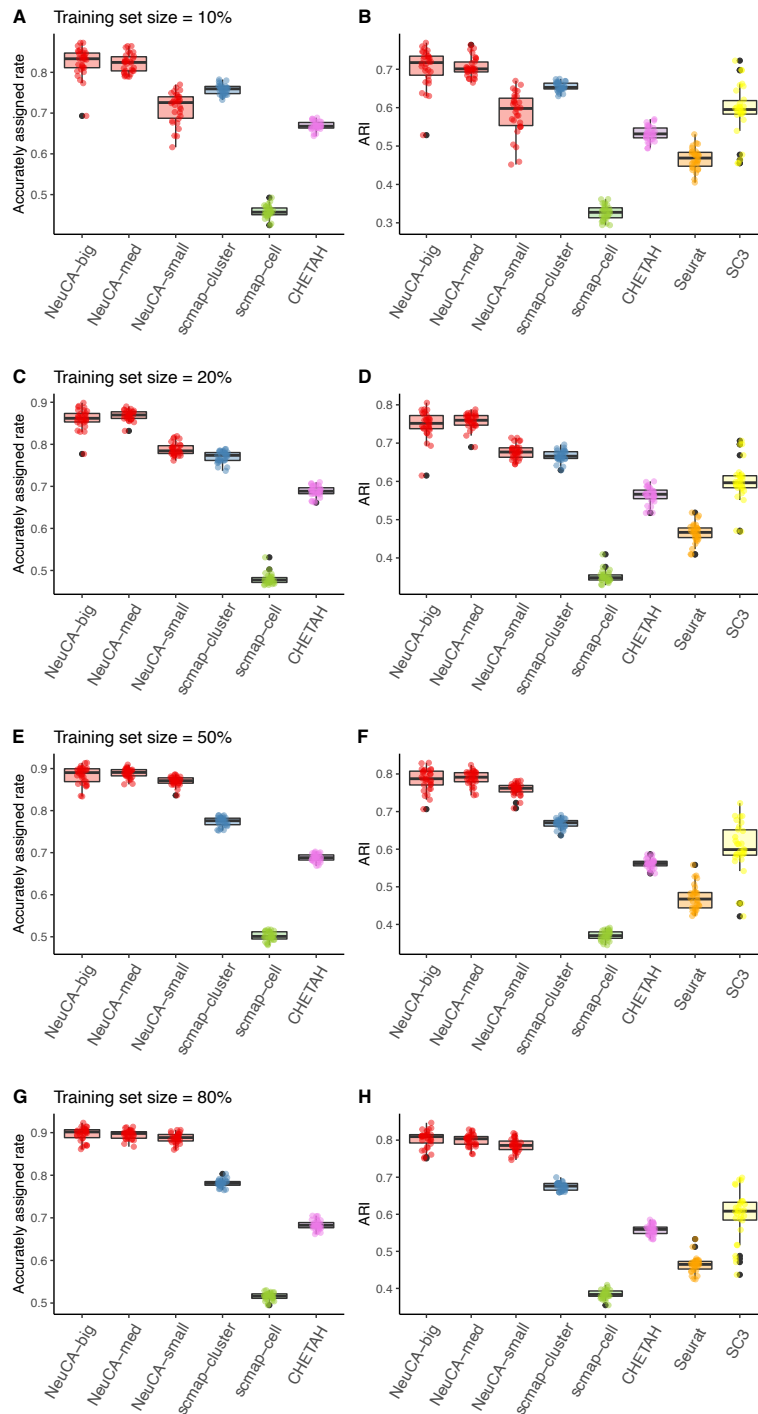 A Training set size = 10%
Accurately assigned rate
0.8
0.7
0.6
0.5
NeuCA−big
NeuCA−med
NeuCA−small
scmap−cluster
scmap−cell
CHETAH
B
ARI
0.7
0.6
0.5
0.4
0.3
NeuCA−big
NeuCA−med
NeuCA−small
scmap−cluster
scmap−cell
CHETAH
Seurat
SC3
C Training set size = 20%
Accurately assigned rate
0.9
0.8
0.7
0.6
0.5
NeuCA−big
NeuCA−med
NeuCA−small
scmap−cluster
scmap−cell
CHETAH
D
ARI
0.8
0.7
0.6
0.5
0.4
NeuCA−big
NeuCA−med
NeuCA−small
scmap−cluster
scmap−cell
CHETAH
Seurat
SC3
E Training set size = 50%
Accurately assigned rate
0.9
0.8
0.7
0.6
0.5
NeuCA−big
NeuCA−med
NeuCA−small
scmap−cluster
scmap−cell
CHETAH
F
ARI
0.8
0.7
0.6
0.5
0.4
NeuCA−big
NeuCA−med
NeuCA−small
scmap−cluster
scmap−cell
CHETAH
Seurat
SC3
G Training set size = 80%
Accurately assigned rate
0.9
0.8
0.7
0.6
0.5
NeuCA−big
NeuCA−med
NeuCA−small
scmap−cluster
scmap−cell
CHETAH
H
ARI
0.8
0.7
0.6
0.5
0.4
NeuCA−big
NeuCA−med
NeuCA−small
scmap−cluster
scmap−cell
CHETAH
Seurat
SC3